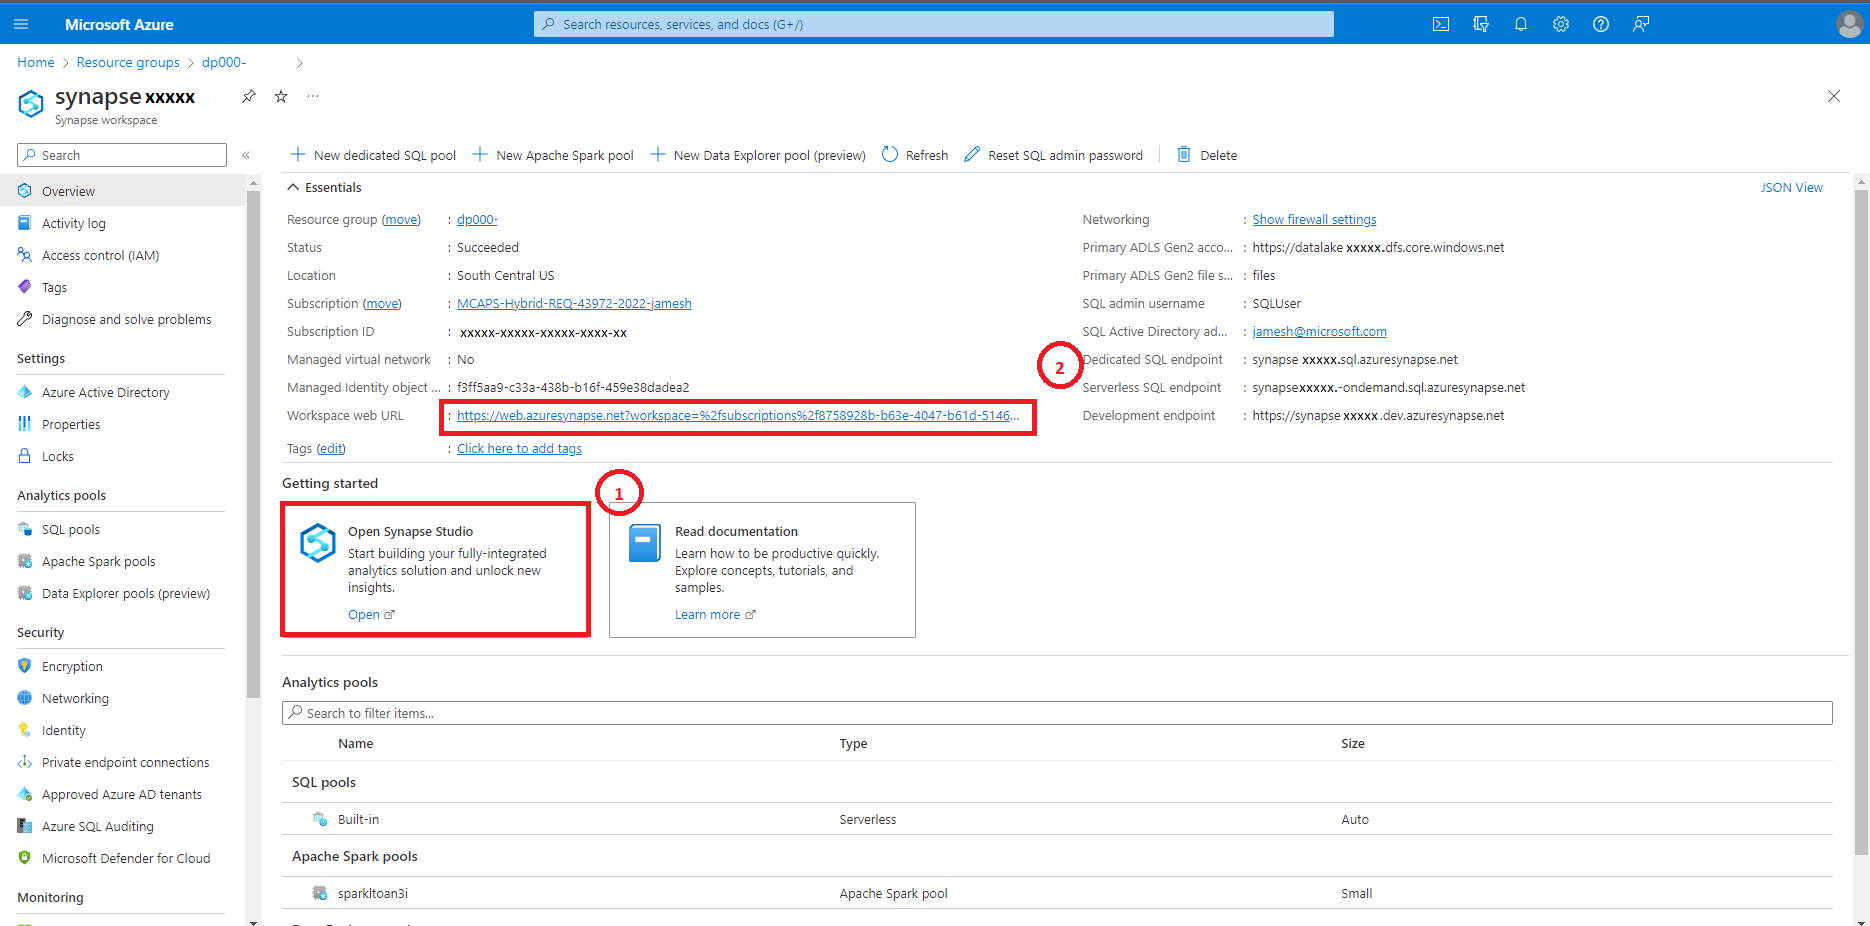 Microsoft Azure
Search resources, services, and docs (G+/)
Home > Resource groups > dp000- >
synapse xxxxx
Synapse workspace
Search
«
Overview
Activity log
Access control (IAM)
Tags
Diagnose and solve problems
Settings
Azure Active Directory
Properties
Locks
Analytics pools
SQL pools
Apache Spark pools
Data Explorer pools (preview)
Security
Encryption
Networking
Identity
Private endpoint connections
Approved Azure AD tenants
Azure SQL Auditing
Microsoft Defender for Cloud
Monitoring
New dedicated SQL pool New Apache Spark pool New Data Explorer pool (preview) Refresh Reset SQL admin password Delete
Essentials
JSON View
Resource group (move) : dp000-
Status : Succeeded
Location : South Central US
Subscription (move) : MCAPS-Hybrid-REQ-43972-2022-jamesh
Subscription ID : xxxxx-xxxxx-xxxxx-xxxx-xx
Managed virtual network : No
Managed Identity object ... : f3ff5aa9-c33a-438b-b16f-459e38dadea2
Workspace web URL : https://web.azuresynapse.net?workspace=%2fsubscriptions%2f8758928b-b63e-4047-b61d-5146...
Tags (edit) : Click here to add tags
Networking : Show firewall settings
Primary ADLS Gen2 acco... : https://datalake xxxxx.dfs.core.windows.net
Primary ADLS Gen2 file s... : files
SQL admin username : SQLUser
SQL Active Directory ad... : jamesh@microsoft.com
Dedicated SQL endpoint : synapse xxxxx.sql.azuresynapse.net
Serverless SQL endpoint : synapsexxxxx.-ondemand.sql.azuresynapse.net
Development endpoint : https://synapse xxxxx .dev.azuresynapse.net
2
Getting started
1
Open Synapse Studio
Start building your fully-integrated
analytics solution and unlock new
insights.
Open
Read documentation
Learn how to be productive quickly.
Explore concepts, tutorials, and
samples.
Learn more
Analytics pools
Search to filter items...
Name Type Size
SQL pools
Built-in Serverless Auto
Apache Spark pools
sparkltoan3i Apache Spark pool Small